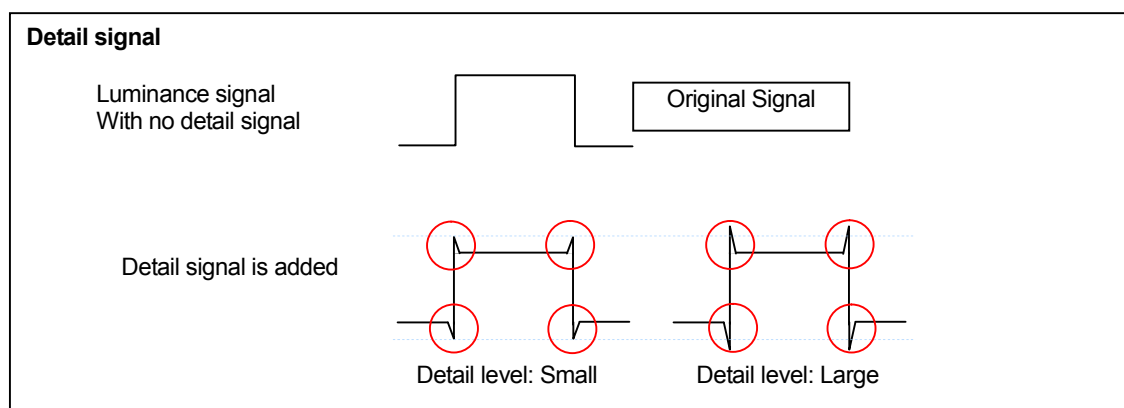 Detail signal
Luminance signal
With no detail signal
Original Signal
Detail signal is added
Detail level: Small
Detail level: Large